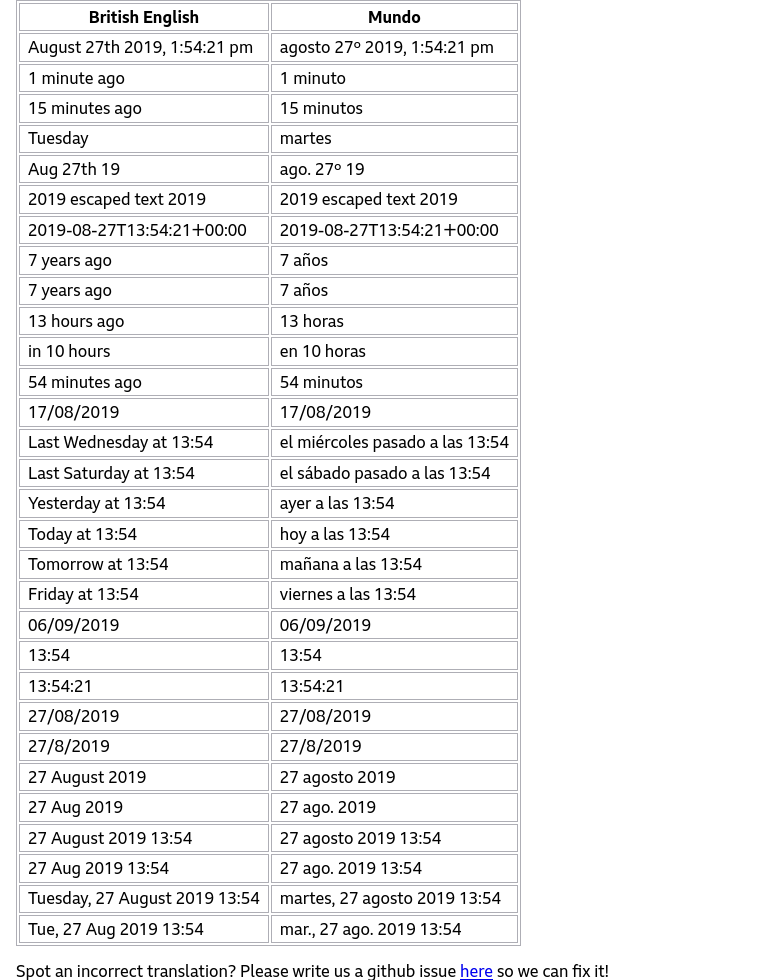 British English Mundo
August 27th 2019, 1:54:21 pm agosto 27º 2019, 1:54:21 pm
1 minute ago 1 minuto
15 minutes ago 15 minutos
Tuesday martes
Aug 27th 19 ago. 27º 19
2019 escaped text 2019 2019 escaped text 2019
2019-08-27T13:54:21+00:00 2019-08-27T13:54:21+00:00
7 years ago 7 años
7 years ago 7 años
13 hours ago 13 horas
in 10 hours en 10 horas
54 minutes ago 54 minutos
17/08/2019 17/08/2019
Last Wednesday at 13:54 el miércoles pasado a las 13:54
Last Saturday at 13:54 el sábado pasado a las 13:54
Yesterday at 13:54 ayer a las 13:54
Today at 13:54 hoy a las 13:54
Tomorrow at 13:54 mañana a las 13:54
Friday at 13:54 viernes a las 13:54
06/09/2019 06/09/2019
13:54 13:54
13:54:21 13:54:21
27/08/2019 27/08/2019
27/8/2019 27/8/2019
27 August 2019 27 agosto 2019
27 Aug 2019 27 ago. 2019
27 August 2019 13:54 27 agosto 2019 13:54
27 Aug 2019 13:54 27 ago. 2019 13:54
Tuesday, 27 August 2019 13:54 martes, 27 agosto 2019 13:54
Tue, 27 Aug 2019 13:54 mar., 27 ago. 2019 13:54
Spot an incorrect translation? Please write us a github issue here so we can fix it!